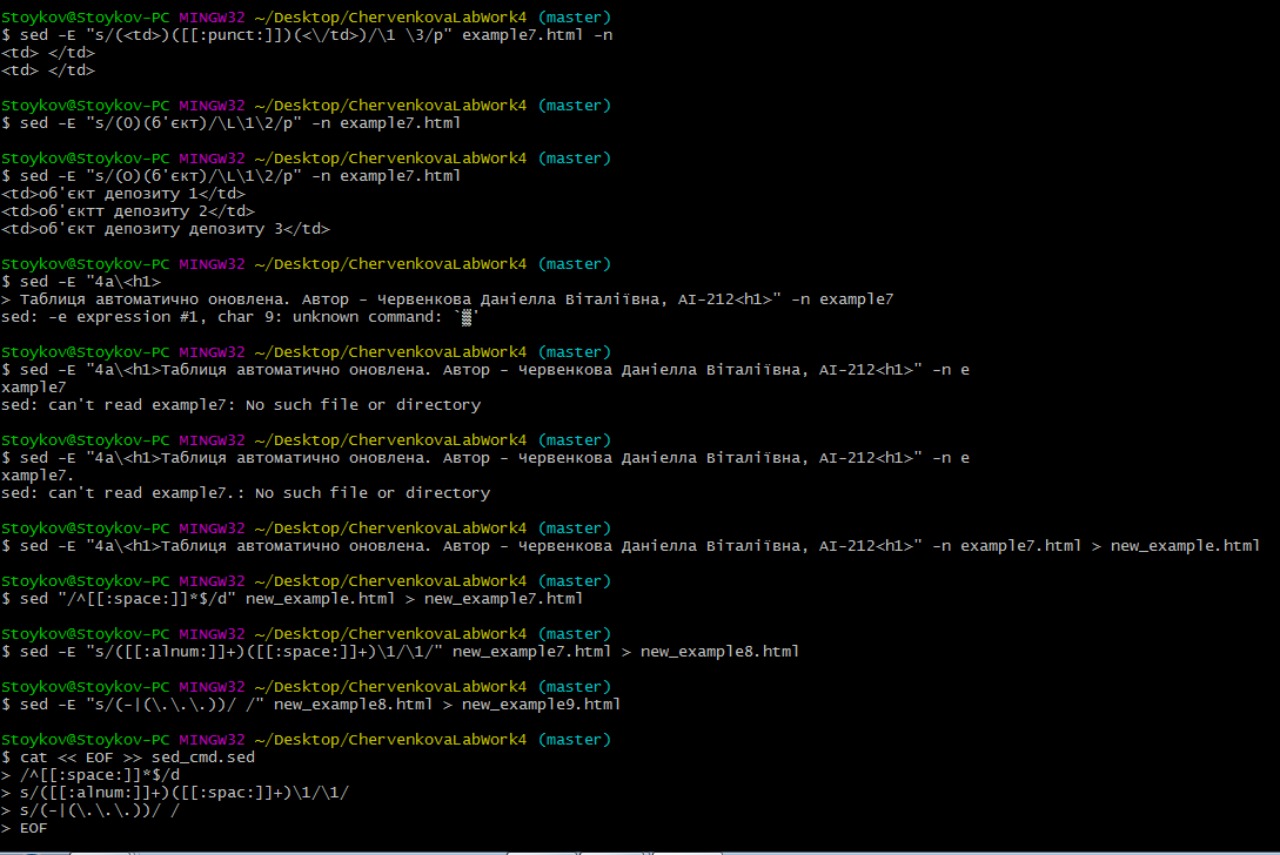 Stoykov@Stoykov-PC MINGW32 ~/Desktop/ChervenkovaLabWork4 (master)
$ sed -E "s/(<td>)([[:punct:]])(<\/td>)/\1 \3/p" example7.html -n
<td> </td>
<td> </td>
Stoykov@Stoykov-PC MINGW32 ~/Desktop/ChervenkovaLabWork4 (master)
$ sed -E "s/(O)(б'єкт)/\L\1\2/p" -n example7.html
Stoykov@Stoykov-PC MINGW32 ~/Desktop/ChervenkovaLabWork4 (master)
$ sed -E "s/(О)(б'єкт)/\L\1\2/p" -n example7.html
<td>об'єкт депозиту 1</td>
<td>об'єктт депозиту 2</td>
<td>об'єкт депозиту депозиту 3</td>
Stoykov@Stoykov-PC MINGW32 ~/Desktop/ChervenkovaLabWork4 (master)
$ sed -E "4a\<h1>
> Таблиця автоматично оновлена. Автор - Червенкова Даніелла Віталіївна, АІ-212<h1>" -n example7
sed: -e expression #1, char 9: unknown command: `▒'
Stoykov@Stoykov-PC MINGW32 ~/Desktop/ChervenkovaLabWork4 (master)
$ sed -E "4a\<h1>Таблиця автоматично оновлена. Автор - Червенкова Даніелла Віталіївна, АІ-212<h1>" -n e
xample7
sed: can't read example7: No such file or directory
Stoykov@Stoykov-PC MINGW32 ~/Desktop/ChervenkovaLabWork4 (master)
$ sed -E "4a\<h1>Таблиця автоматично оновлена. Автор - Червенкова Даніелла Віталіївна, АІ-212<h1>" -n e
xample7.
sed: can't read example7.: No such file or directory
Stoykov@Stoykov-PC MINGW32 ~/Desktop/ChervenkovaLabWork4 (master)
$ sed -E "4a\<h1>Таблиця автоматично оновлена. Автор - Червенкова Даніелла Віталіївна, АІ-212<h1>" -n example7.html > new_example.html
Stoykov@Stoykov-PC MINGW32 ~/Desktop/ChervenkovaLabWork4 (master)
$ sed "/^[[:space:]]*$/d" new_example.html > new_example7.html
Stoykov@Stoykov-PC MINGW32 ~/Desktop/ChervenkovaLabWork4 (master)
$ sed -E "s/([[:alnum:]]+)([[:space:]]+)\1/\1/" new_example7.html > new_example8.html
Stoykov@Stoykov-PC MINGW32 ~/Desktop/ChervenkovaLabWork4 (master)
$ sed -E "s/(-|(\.\.\.))/ /" new_example8.html > new_example9.html
Stoykov@Stoykov-PC MINGW32 ~/Desktop/ChervenkovaLabWork4 (master)
$ cat << EOF >> sed_cmd.sed
> /^[[:space:]]*$/d
> s/([[:alnum:]]+)([[:spac:]]+)\1/\1/
> s/(-|(\.\.\.))/ /
> EOF